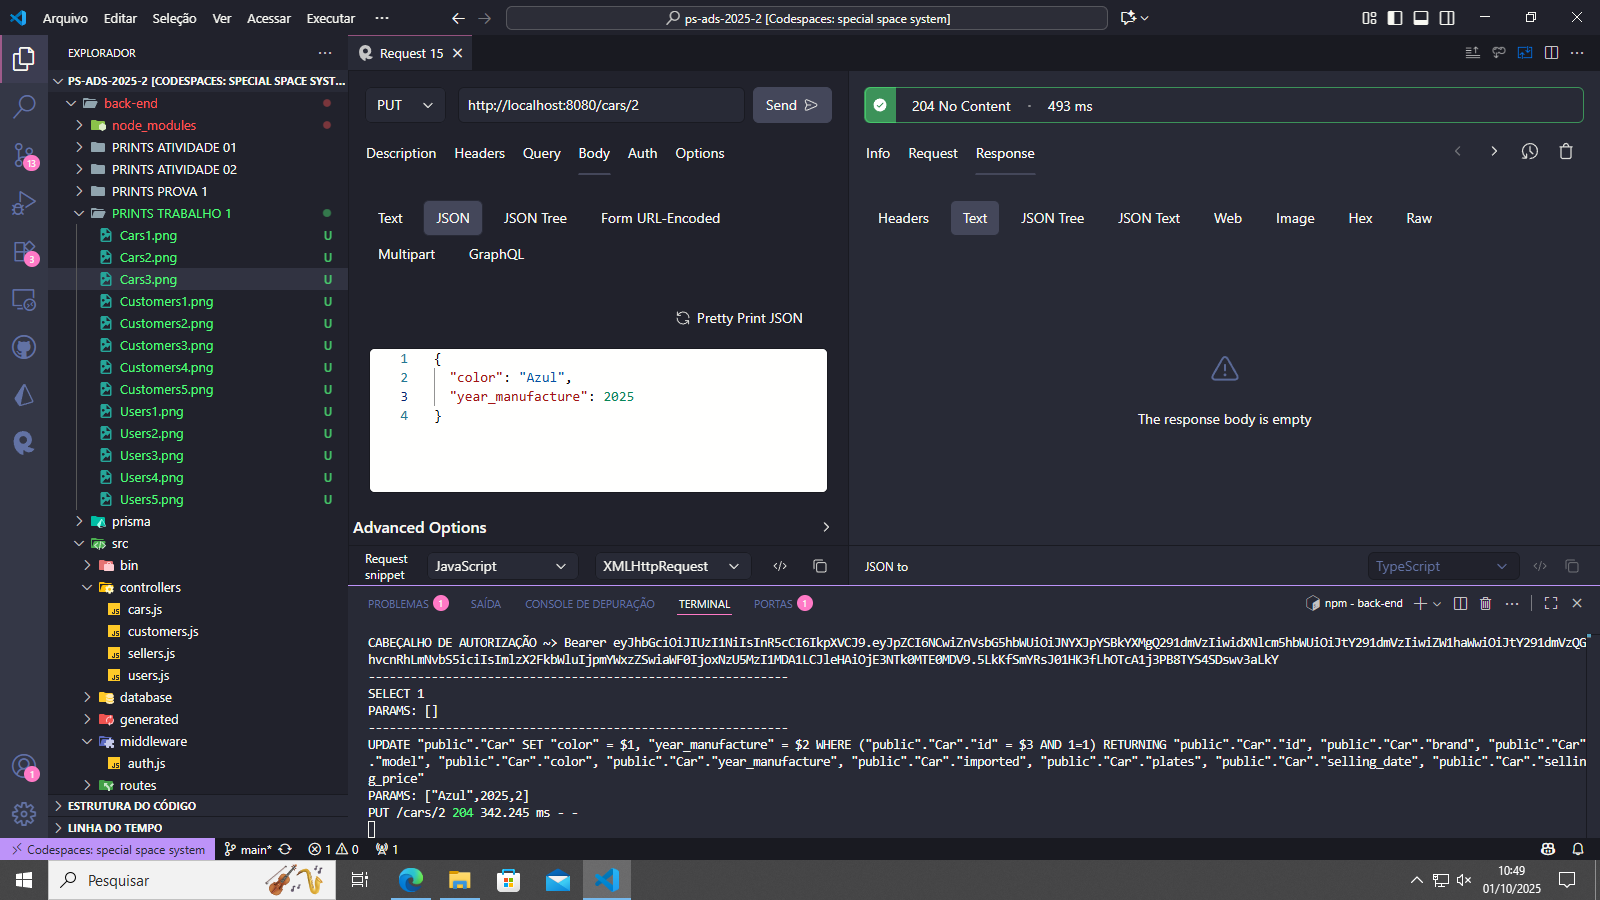 Arquivo Editar Seleção Ver Acessar Executar ···
ps-ads-2025-2 [Codespaces: special space system]
EXPLORADOR
PS-ADS-2025-2 [CODESPACES: SPECIAL SPACE SYST...
back-end
node_modules
PRINTS ATIVIDADE 01
PRINTS ATIVIDADE 02
PRINTS PROVA 1
PRINTS TRABALHO 1
Cars1.png U
Cars2.png U
Cars3.png U
Customers1.png U
Customers2.png U
Customers3.png U
Customers4.png U
Customers5.png U
Users1.png U
Users2.png U
Users3.png U
Users4.png U
Users5.png U
prisma
src
bin
controllers
cars.js
customers.js
sellers.js
users.js
database
generated
middleware
auth.js
routes
ESTRUTURA DO CÓDIGO
LINHA DO TEMPO
13
3
1
Request 15
PUT
http://localhost:8080/cars/2
Send
Description Headers Query Body Auth Options
Text JSON JSON Tree Form URL-Encoded
Multipart GraphQL
Pretty Print JSON
1 {
2 "color": "Azul",
3 "year_manufacture": 2025
4 }
Advanced Options
Request snippet
JavaScript
XMLHttpRequest
204 No Content · 493 ms
Info Request Response
Headers Text JSON Tree JSON Text Web Image Hex Raw
The response body is empty
JSON to
TypeScript
PROBLEMAS 1 SAÍDA CONSOLE DE DEPURAÇÃO TERMINAL PORTAS 1
npm - back-end
CABEÇALHO DE AUTORIZAÇÃO ~> Bearer eyJhbGciOiJIUzI1NiIsInR5cCI6IkpXVCJ9.eyJpZCI6NCwiZnVsbG5hbWUiOiJNYXJpYSBkYXMgQ291dmVzIiwidXNlcm5hbWUiOiJtY291dmVzIiwiZW1haWwiOiJtY291dmVzQG
hvcnRhLmNvbS5iciIsImlzX2FkbWluIjpmYWxzZSwiaWF0IjoxNzU5MzI1MDA1LCJleHAiOjE3NTk0MTE0MDV9.5LkKfSmYRsJ01HK3fLhOTcA1j3PB8TYS4SDswv3aLkY
------------------------------------------------------
SELECT 1
PARAMS: []
------------------------------------------------------
UPDATE "public"."Car" SET "color" = $1, "year_manufacture" = $2 WHERE ("public"."Car"."id" = $3 AND 1=1) RETURNING "public"."Car"."id", "public"."Car"."brand", "public"."Car"
."model", "public"."Car"."color", "public"."Car"."year_manufacture", "public"."Car"."imported", "public"."Car"."plates", "public"."Car"."selling_date", "public"."Car"."sellin
g_price"
PARAMS: ["Azul",2025,2]
PUT /cars/2 204 342.245 ms - -
Codespaces: special space system
main*
1 0
1
Pesquisar
10:49
01/10/2025